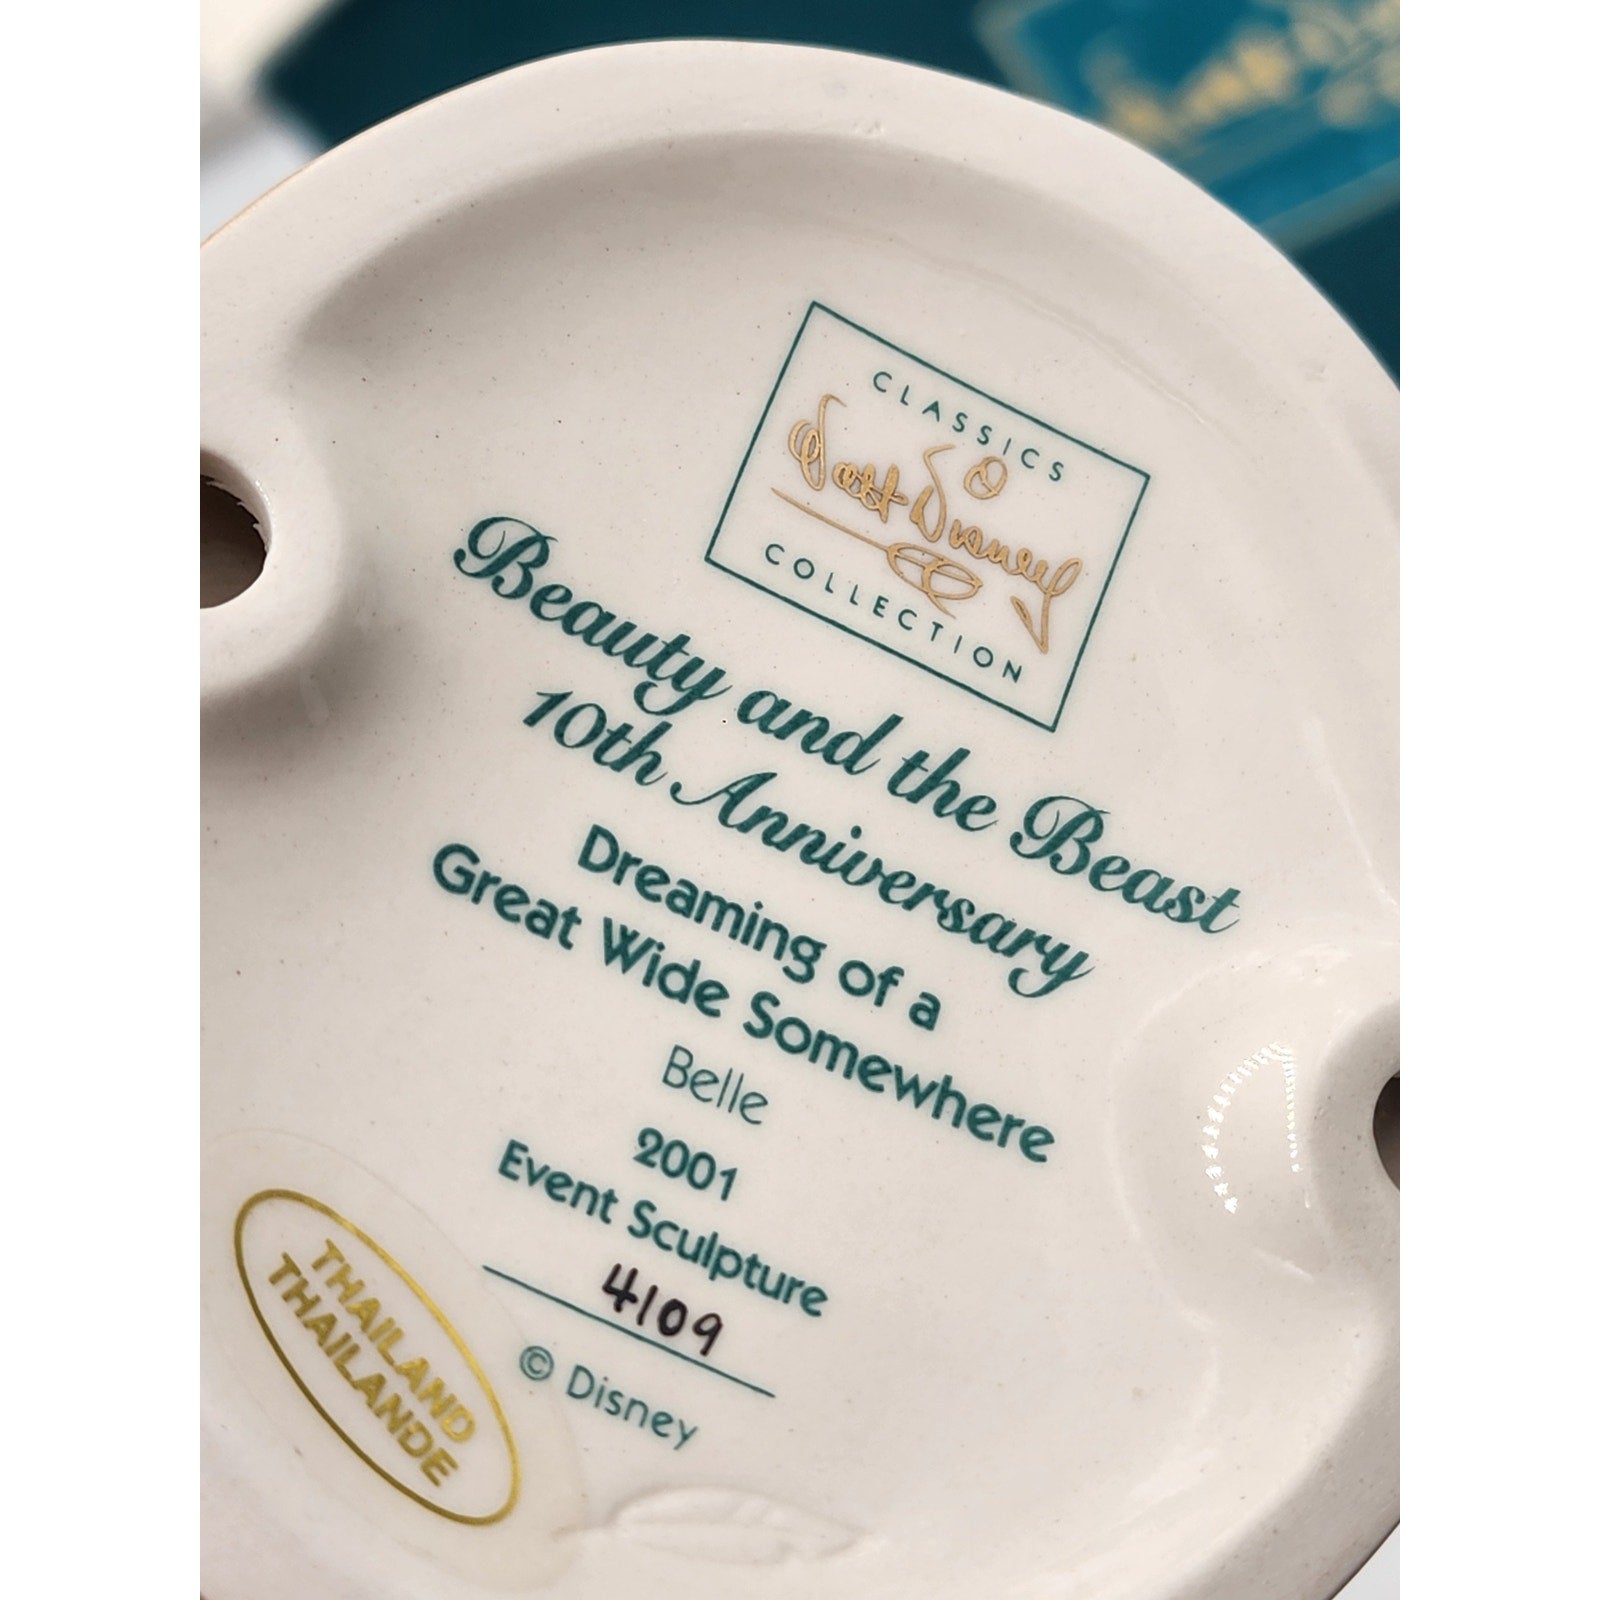 CLASSICS
Walt Disney
COLLECTION
Beauty and the Beast
10th Anniversary
Dreaming of a
Great Wide Somewhere
Belle
2001
Event Sculpture
4109
© Disney
THAILAND
THAILANDE